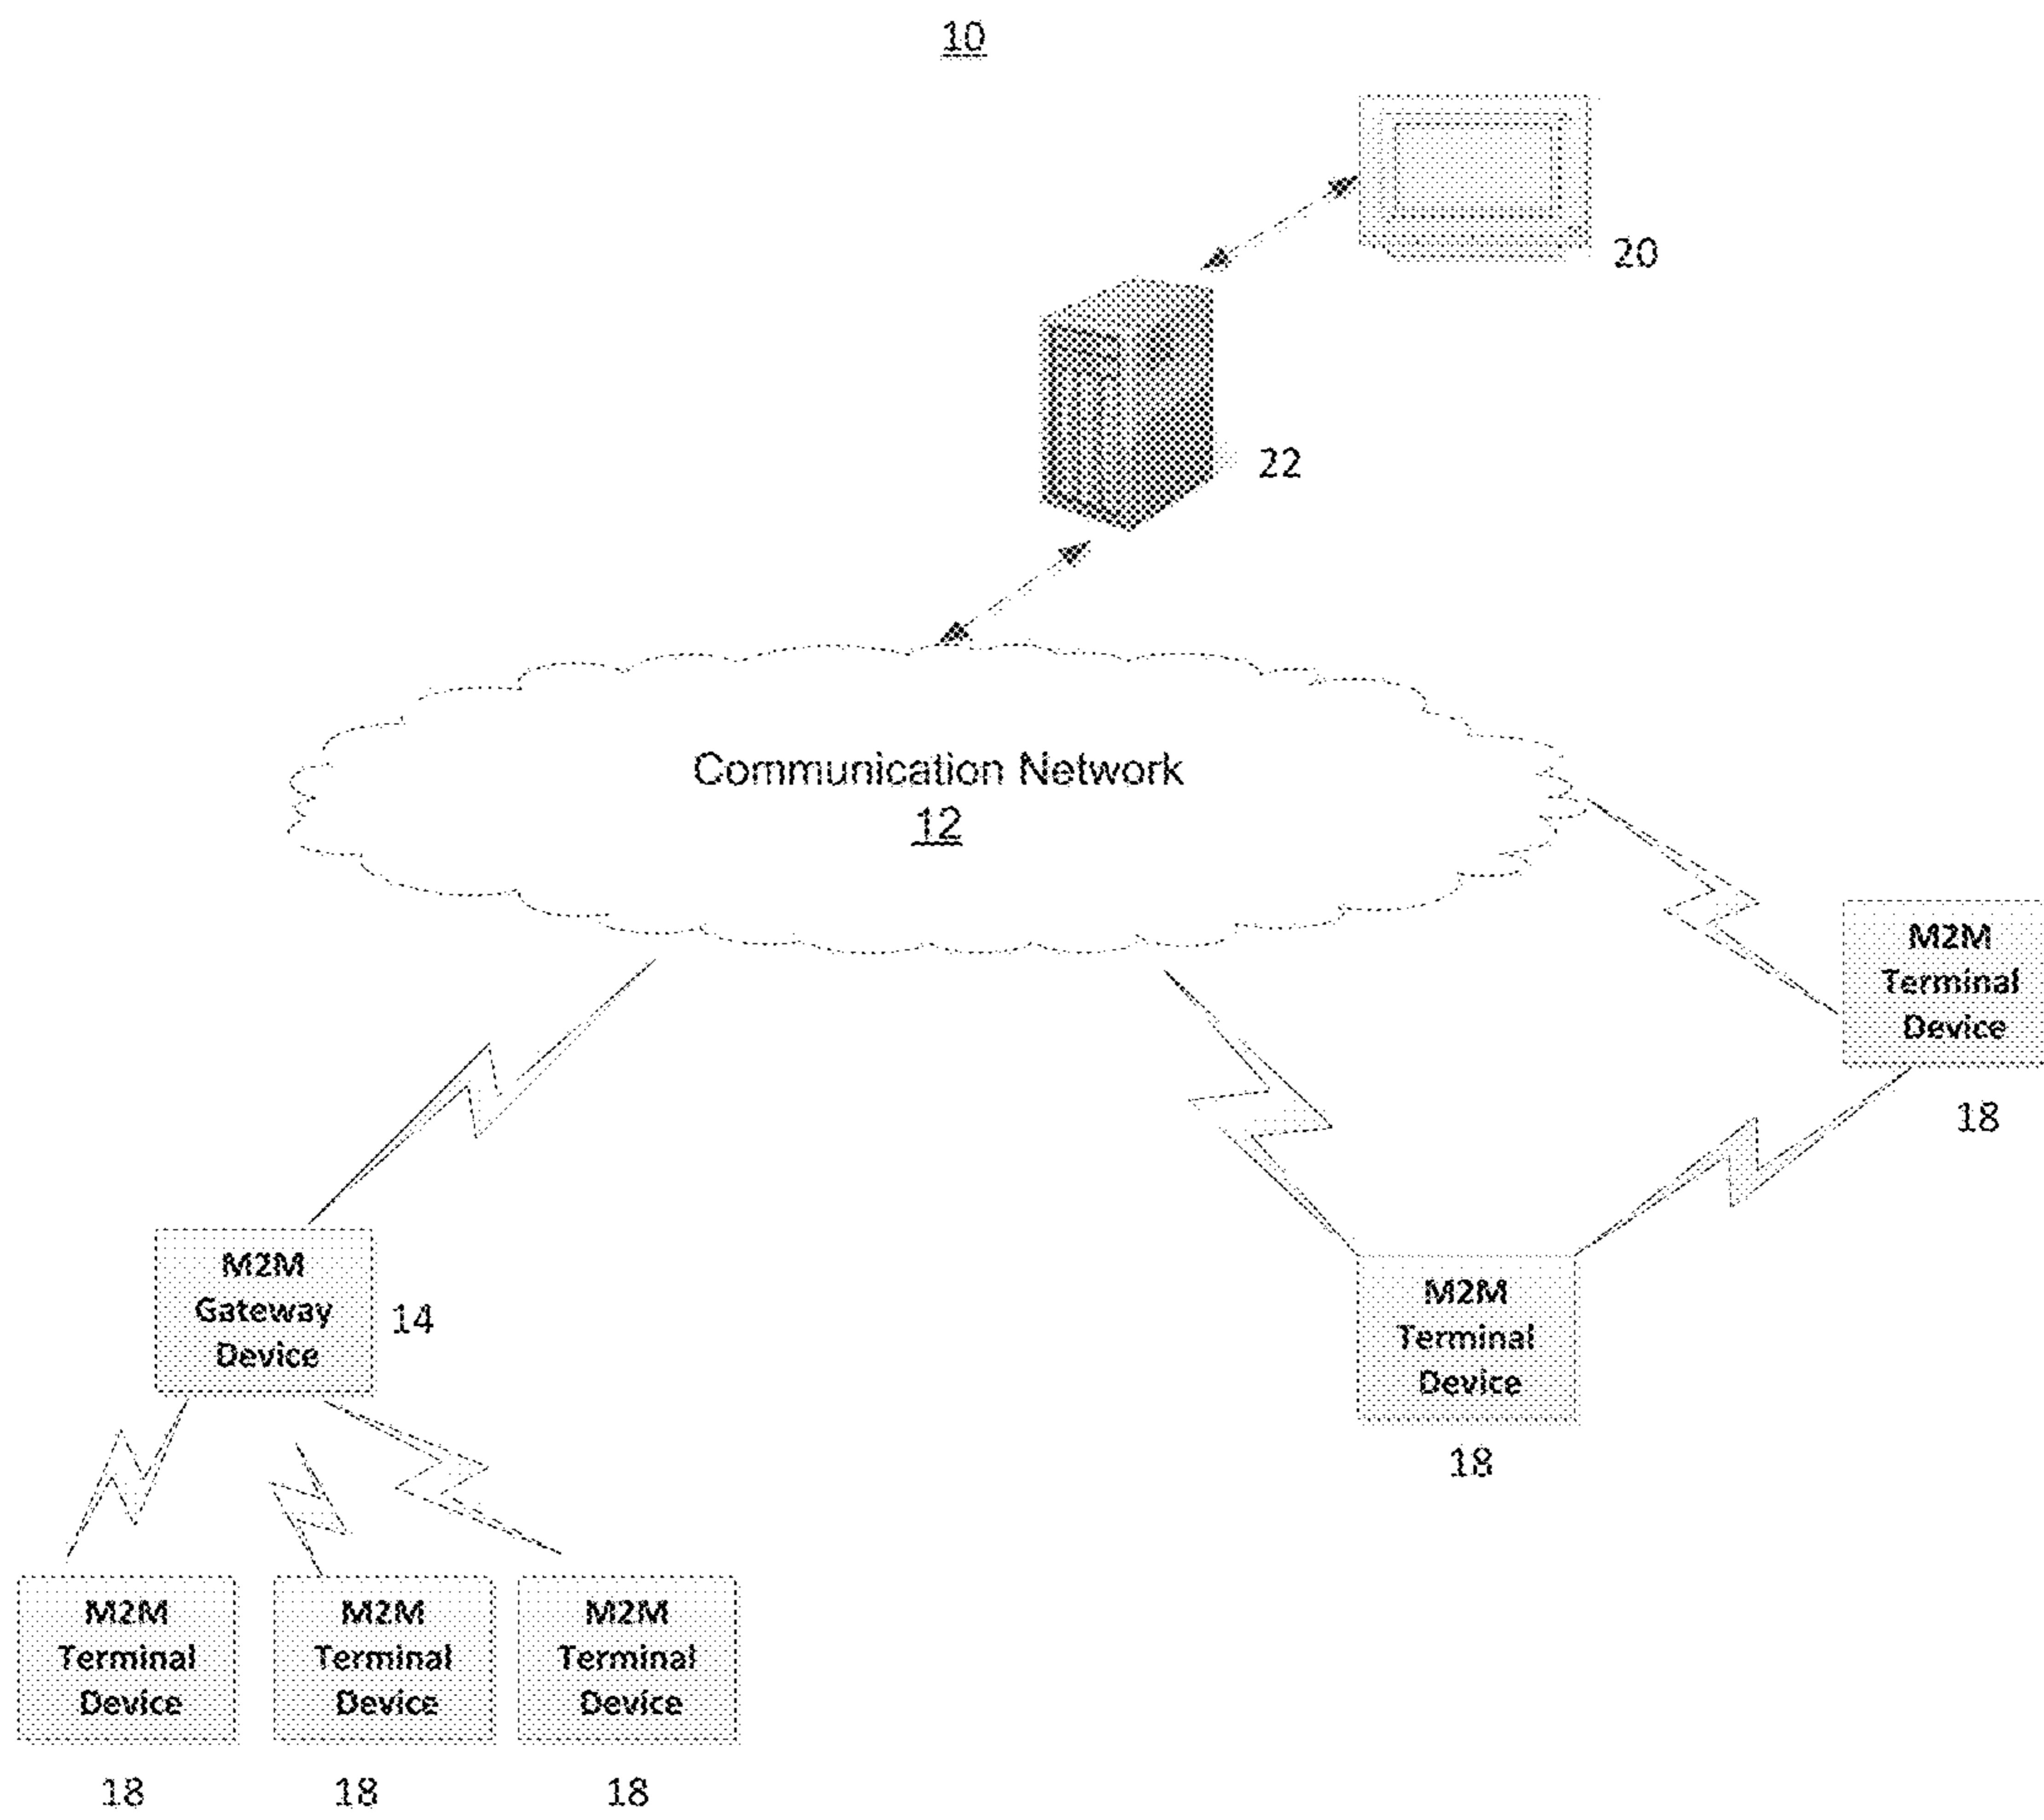 10
20
22
Communication Network
12
M2M
Terminal
Device
18
M2M
Gateway
Device
14
M2M
Terminal
Device
18
M2M
Terminal
Device
18
M2M
Terminal
Device
18
M2M
Terminal
Device
18